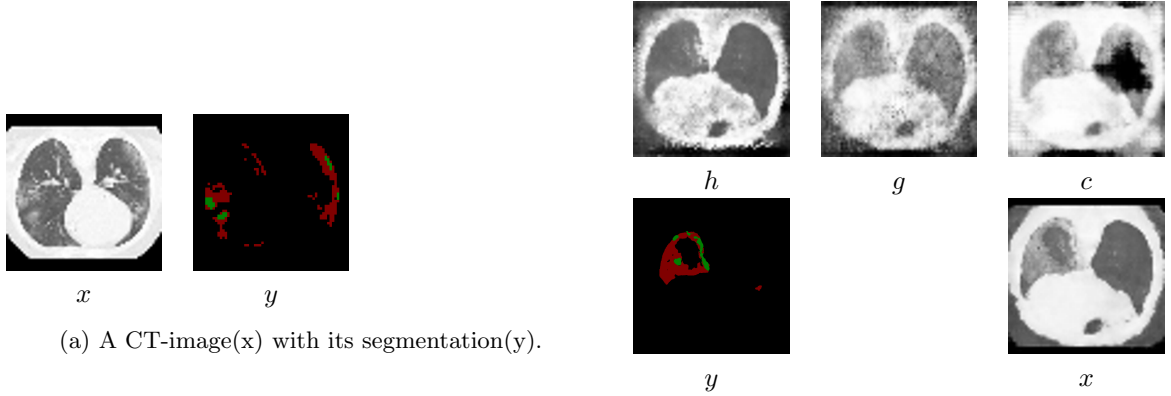 x y
(a) A CT-image(x) with its segmentation(y).
h g c
y x